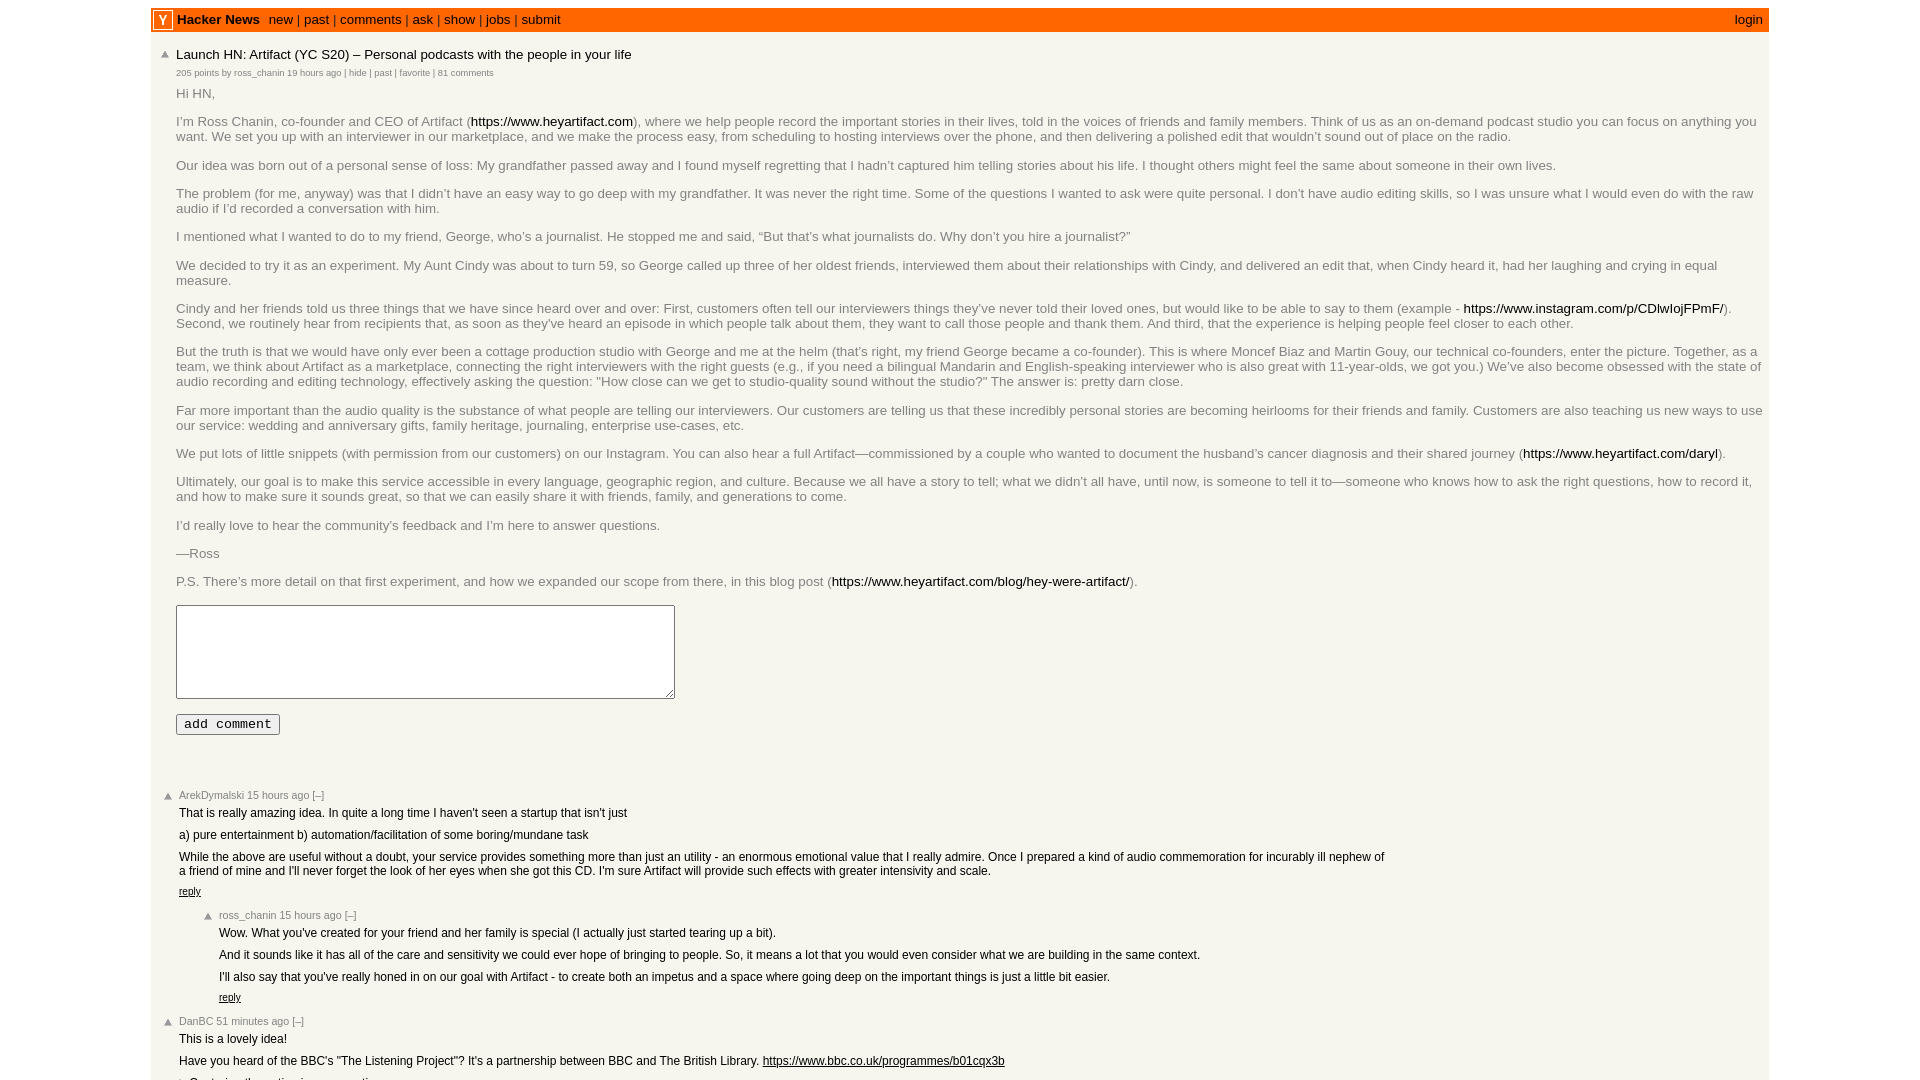 Y Hacker News new | past | comments | ask | show | jobs | submit login
Launch HN: Artifact (YC S20) – Personal podcasts with the people in your life
205 points by ross_chanin 19 hours ago | hide | past | favorite | 81 comments
Hi HN,
I’m Ross Chanin, co-founder and CEO of Artifact (https://www.heyartifact.com), where we help people record the important stories in their lives, told in the voices of friends and family members. Think of us as an on-demand podcast studio you can focus on anything you
want. We set you up with an interviewer in our marketplace, and we make the process easy, from scheduling to hosting interviews over the phone, and then delivering a polished edit that wouldn’t sound out of place on the radio.
Our idea was born out of a personal sense of loss: My grandfather passed away and I found myself regretting that I hadn’t captured him telling stories about his life. I thought others might feel the same about someone in their own lives.
The problem (for me, anyway) was that I didn’t have an easy way to go deep with my grandfather. It was never the right time. Some of the questions I wanted to ask were quite personal. I don’t have audio editing skills, so I was unsure what I would even do with the raw
audio if I’d recorded a conversation with him.
I mentioned what I wanted to do to my friend, George, who’s a journalist. He stopped me and said, “But that’s what journalists do. Why don’t you hire a journalist?”
We decided to try it as an experiment. My Aunt Cindy was about to turn 59, so George called up three of her oldest friends, interviewed them about their relationships with Cindy, and delivered an edit that, when Cindy heard it, had her laughing and crying in equal
measure.
Cindy and her friends told us three things that we have since heard over and over: First, customers often tell our interviewers things they’ve never told their loved ones, but would like to be able to say to them (example - https://www.instagram.com/p/CDlwIojFPmF/).
Second, we routinely hear from recipients that, as soon as they've heard an episode in which people talk about them, they want to call those people and thank them. And third, that the experience is helping people feel closer to each other.
But the truth is that we would have only ever been a cottage production studio with George and me at the helm (that’s right, my friend George became a co-founder). This is where Moncef Biaz and Martin Gouy, our technical co-founders, enter the picture. Together, as a
team, we think about Artifact as a marketplace, connecting the right interviewers with the right guests (e.g., if you need a bilingual Mandarin and English-speaking interviewer who is also great with 11-year-olds, we got you.) We’ve also become obsessed with the state of
audio recording and editing technology, effectively asking the question: "How close can we get to studio-quality sound without the studio?" The answer is: pretty darn close.
Far more important than the audio quality is the substance of what people are telling our interviewers. Our customers are telling us that these incredibly personal stories are becoming heirlooms for their friends and family. Customers are also teaching us new ways to use
our service: wedding and anniversary gifts, family heritage, journaling, enterprise use-cases, etc.
We put lots of little snippets (with permission from our customers) on our Instagram. You can also hear a full Artifact—commissioned by a couple who wanted to document the husband’s cancer diagnosis and their shared journey (https://www.heyartifact.com/daryl).
Ultimately, our goal is to make this service accessible in every language, geographic region, and culture. Because we all have a story to tell; what we didn’t all have, until now, is someone to tell it to—someone who knows how to ask the right questions, how to record it,
and how to make sure it sounds great, so that we can easily share it with friends, family, and generations to come.
I’d really love to hear the community’s feedback and I’m here to answer questions.
—Ross
P.S. There’s more detail on that first experiment, and how we expanded our scope from there, in this blog post (https://www.heyartifact.com/blog/hey-were-artifact/).
add comment
ArekDymalski 15 hours ago [–]
That is really amazing idea. In quite a long time I haven't seen a startup that isn't just
a) pure entertainment b) automation/facilitation of some boring/mundane task
While the above are useful without a doubt, your service provides something more than just an utility - an enormous emotional value that I really admire. Once I prepared a kind of audio commemoration for incurably ill nephew of
a friend of mine and I'll never forget the look of her eyes when she got this CD. I'm sure Artifact will provide such effects with greater intensivity and scale.
reply
ross_chanin 15 hours ago [–]
Wow. What you've created for your friend and her family is special (I actually just started tearing up a bit).
And it sounds like it has all of the care and sensitivity we could ever hope of bringing to people. So, it means a lot that you would even consider what we are building in the same context.
I'll also say that you've really honed in on our goal with Artifact - to create both an impetus and a space where going deep on the important things is just a little bit easier.
reply
DanBC 51 minutes ago [–]
This is a lovely idea!
Have you heard of the BBC's "The Listening Project"? It's a partnership between BBC and The British Library. https://www.bbc.co.uk/programmes/b01cqx3b